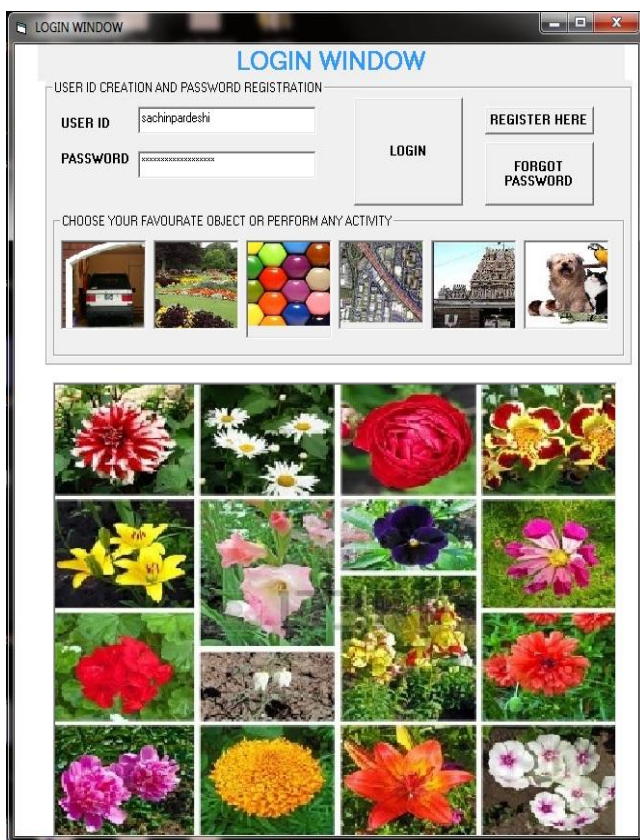 LOGIN WINDOW
LOGIN WINDOW
USER ID CREATION AND PASSWORD REGISTRATION
USER ID
sachinpardeshi
PASSWORD
xxxxxxxxxxxxxxxxxx
LOGIN
REGISTER HERE
FORGOT
PASSWORD
CHOOSE YOUR FAVOURATE OBJECT OR PERFORM ANY ACTIVITY